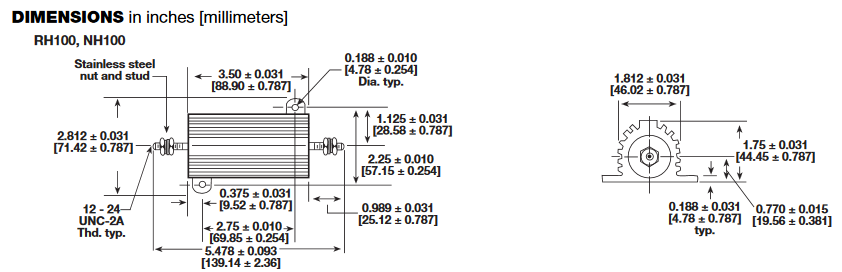 DIMENSIONS in inches [millimeters]
RH100, NH100
Stainless steel
nut and stud
3.50 ± 0.031
[88.90 ± 0.787]
0.188 ± 0.010
[4.78 ± 0.254]
Dia. typ.
1.125 ± 0.031
[28.58 ± 0.787]
2.812 ± 0.031
[71.42 ± 0.787]
2.25 ± 0.010
[57.15 ± 0.254]
0.375 ± 0.031
[9.52 ± 0.787]
12 - 24
UNC-2A
Thd. typ.
0.989 ± 0.031
[25.12 ± 0.787]
2.75 ± 0.010
[69.85 ± 0.254]
5.478 ± 0.093
[139.14 ± 2.36]
1.812 ± 0.031
[46.02 ± 0.787]
1.75 ± 0.031
[44.45 ± 0.787]
0.188 ± 0.031
[4.78 ± 0.787]
typ.
0.770 ± 0.015
[19.56 ± 0.381]